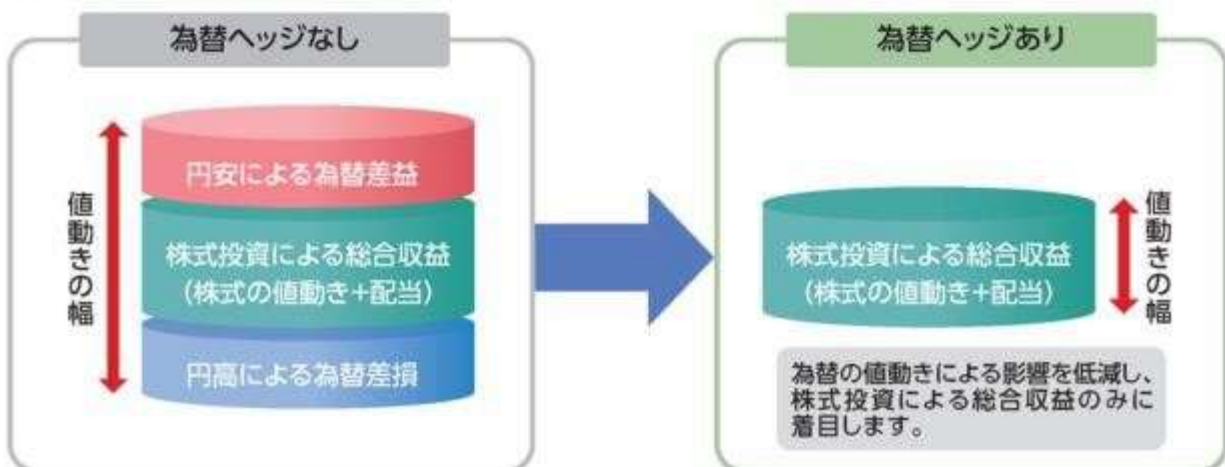 為替ヘッジなし
値動きの幅
円安による為替差益
株式投資による総合収益
(株式の値動き+配当)
円高による為替差損
為替ヘッジあり
株式投資による総合収益
(株式の値動き+配当)
値動きの幅
為替の値動きによる影響を低減し、
株式投資による総合収益のみに
着目します。